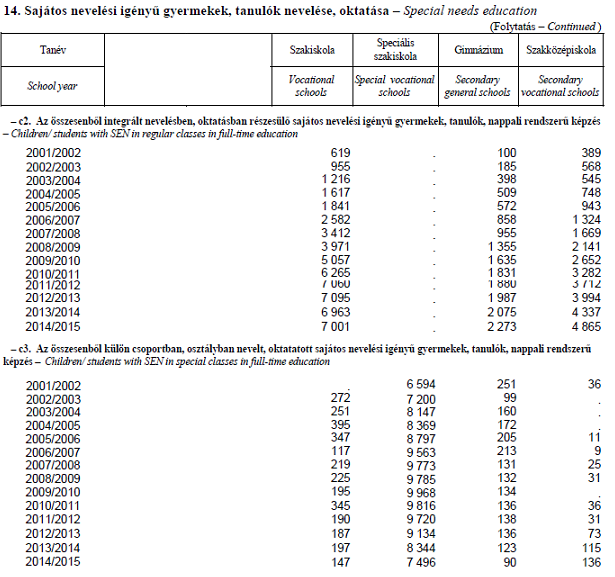 14. Sajátos nevelési igényű gyermekek, tanulók nevelése, oktatása – Special needs education
(Folytatás – Continued )
Tanév Szakiskola Speciális szakiskola Gimnázium Szakközépiskola
School year Vocational schools Special vocational schools Secondary general schools Secondary vocational schools
– c2. Az összesenből integrált nevelésben, oktatásban részesülő sajátos nevelési igényű gyermekek, tanulók, nappali rendszerű képzés
– Children/ students with SEN in regular classes in full-time education
2001/2002 619 . 100 389
2002/2003 955 . 185 568
2003/2004 1 216 . 398 545
2004/2005 1 617 . 509 748
2005/2006 1 841 . 572 943
2006/2007 2 582 . 858 1 324
2007/2008 3 412 . 955 1 669
2008/2009 3 971 . 1 355 2 141
2009/2010 5 057 . 1 635 2 652
2010/2011 6 265 . 1 831 3 282
2011/2012 7 060 . 1 880 3 712
2012/2013 7 095 . 1 987 3 994
2013/2014 6 963 . 2 075 4 337
2014/2015 7 001 . 2 273 4 865
– c3. Az összesenből külön csoportban, osztályban nevelt, oktatatott sajátos nevelési igényű gyermekek, tanulók, nappali rendszerű
képzés – Children/ students with SEN in special classes in full-time education
2001/2002 . 6 594 251 36
2002/2003 272 7 200 99 .
2003/2004 251 8 147 160 .
2004/2005 395 8 369 172 .
2005/2006 347 8 797 205 11
2006/2007 117 9 563 213 9
2007/2008 219 9 773 131 25
2008/2009 225 9 785 132 31
2009/2010 195 9 968 134 .
2010/2011 345 9 816 136 36
2011/2012 190 9 720 138 31
2012/2013 187 9 134 136 73
2013/2014 197 8 344 123 115
2014/2015 147 7 496 90 136